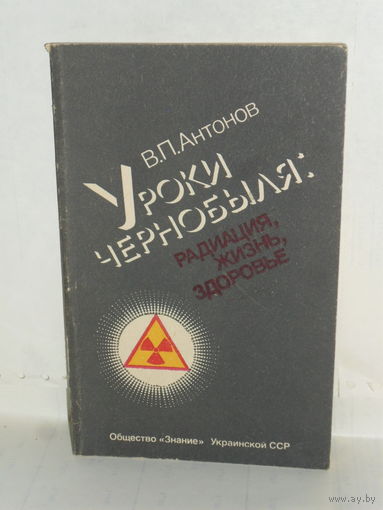 В.П.Антонов
Уроки
Чернобыля:
радиация,
жизнь,
здоровье
Общество «Знание» Украинской ССР
www.ay.by